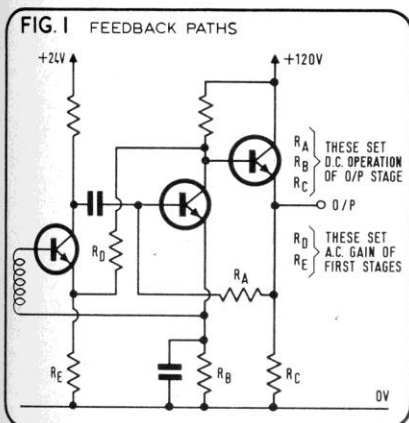 FIG. I FEEDBACK PATHS
+24V
+120V
RA
RB
RC
THESE SET
D.C. OPERATION
OF O/P STAGE
O/P
RD
RE
THESE SET
A.C. GAIN OF
FIRST STAGES
RD
RA
RE
RB
RC
0V